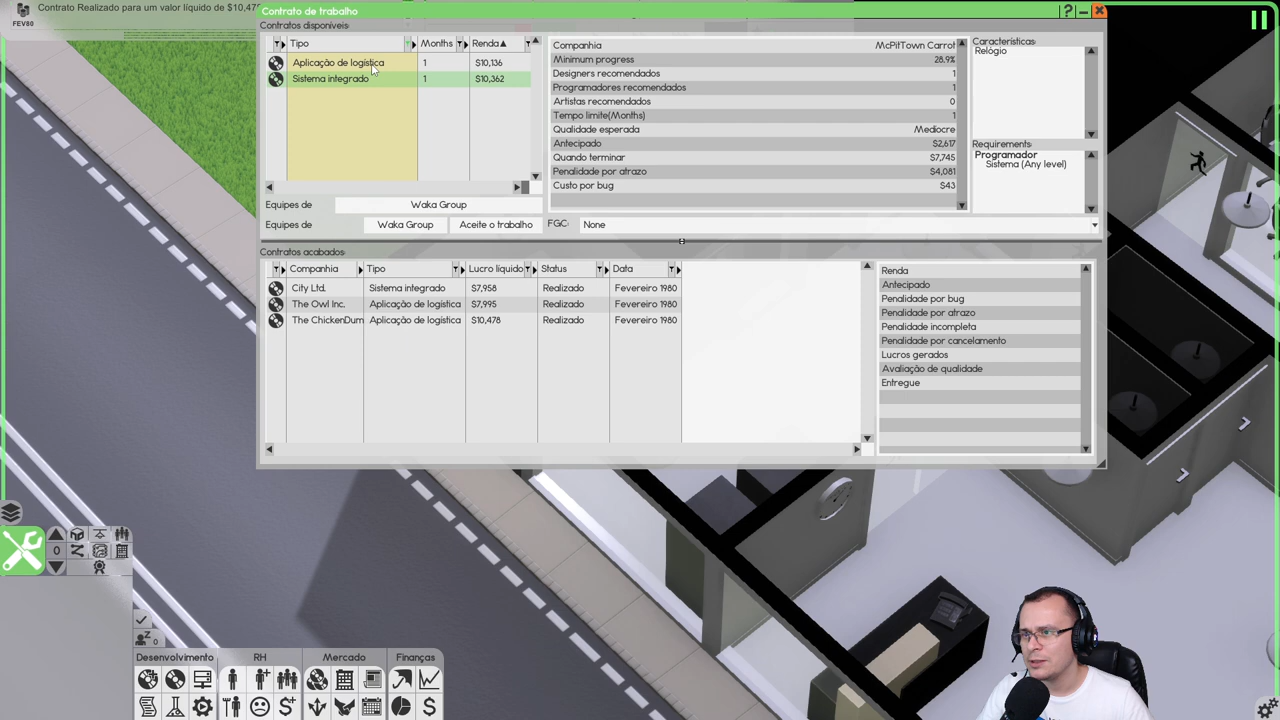 Contrato Realizado para um valor líquido de $10,478
FEV80
Contrato de trabalho
Contratos disponíveis:
Tipo Months Renda
Aplicação de logística 1 $10,136
Sistema integrado 1 $10,362
Companhia McPitTown Carrot
Minimum progress 28.9%
Designers recomendados 1
Programadores recomendados 1
Artistas recomendados 0
Tempo limite(Months) 1
Qualidade esperada Medíocre
Antecipado $2,617
Quando terminar $7,745
Penalidade por atrazo $4,081
Custo por bug $43
Características:
Relógio
Requirements:
Programador
Sistema (Any level)
Equipes de Waka Group
Equipes de Waka Group Aceite o trabalho FGC: None
Contratos acabados:
Companhia Tipo Lucro líquido Status Data
City Ltd. Sistema integrado $7,958 Realizado Fevereiro 1980
The Owl Inc. Aplicação de logística $7,995 Realizado Fevereiro 1980
The ChickenDum Aplicação de logística $10,478 Realizado Fevereiro 1980
Renda
Antecipado
Penalidade por bug
Penalidade por atrazo
Penalidade incompleta
Penalidade por cancelamento
Lucros gerados
Avaliação de qualidade
Entregue
0
0
Desenvolvimento RH Mercado Finanças